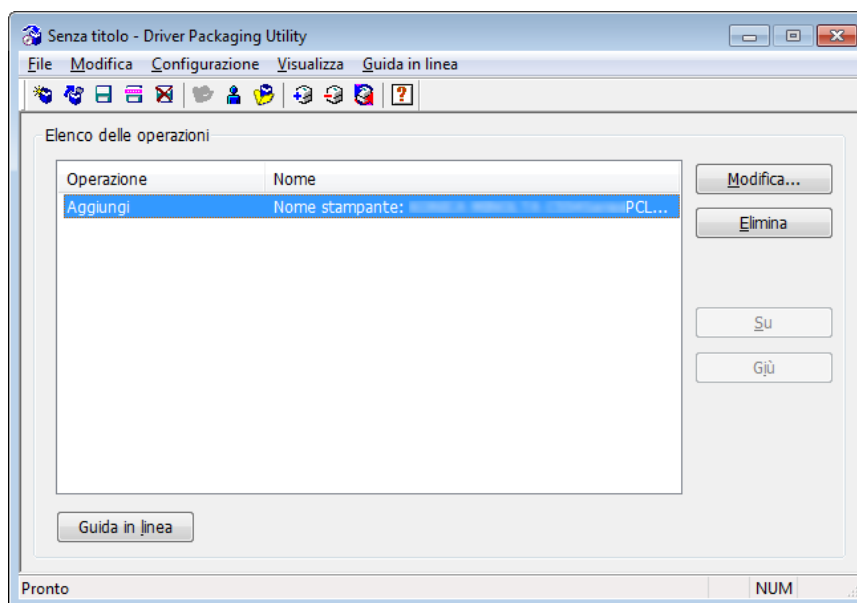 Senza titolo - Driver Packaging Utility
File Modifica Configurazione Visualizza Guida in linea
Elenco delle operazioni
Operazione Nome
Aggiungi Nome stampante: PCL...
Modifica...
Elimina
Su
Giù
Guida in linea
Pronto NUM